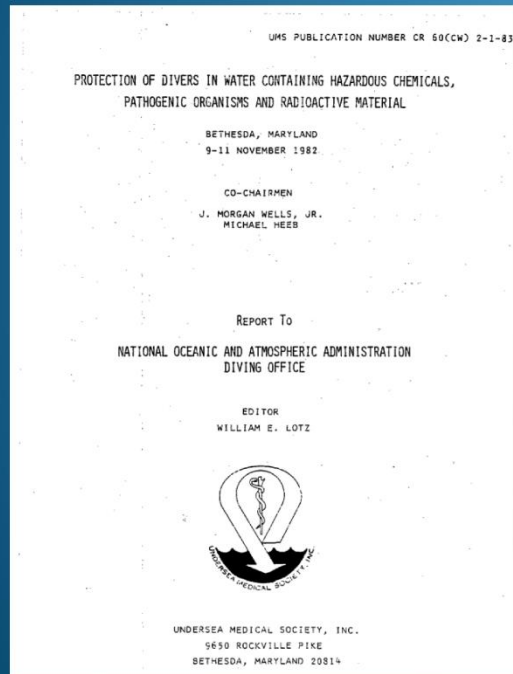 UMS PUBLICATION NUMBER CR 60(CW) 2-1-83
PROTECTION OF DIVERS IN WATER CONTAINING HAZARDOUS CHEMICALS,
PATHOGENIC ORGANISMS AND RADIOACTIVE MATERIAL
BETHESDA, MARYLAND
9-11 NOVEMBER 1982
CO-CHAIRMEN
J. MORGAN WELLS, JR.
MICHAEL HEEB
REPORT TO
NATIONAL OCEANIC AND ATMOSPHERIC ADMINISTRATION
DIVING OFFICE
EDITOR
WILLIAM E. LOTZ
UNDERSEA MEDICAL SOCIETY, INC.
UNDERSEA MEDICAL SOCIETY, INC.
9650 ROCKVILLE PIKE
BETHESDA, MARYLAND 20814